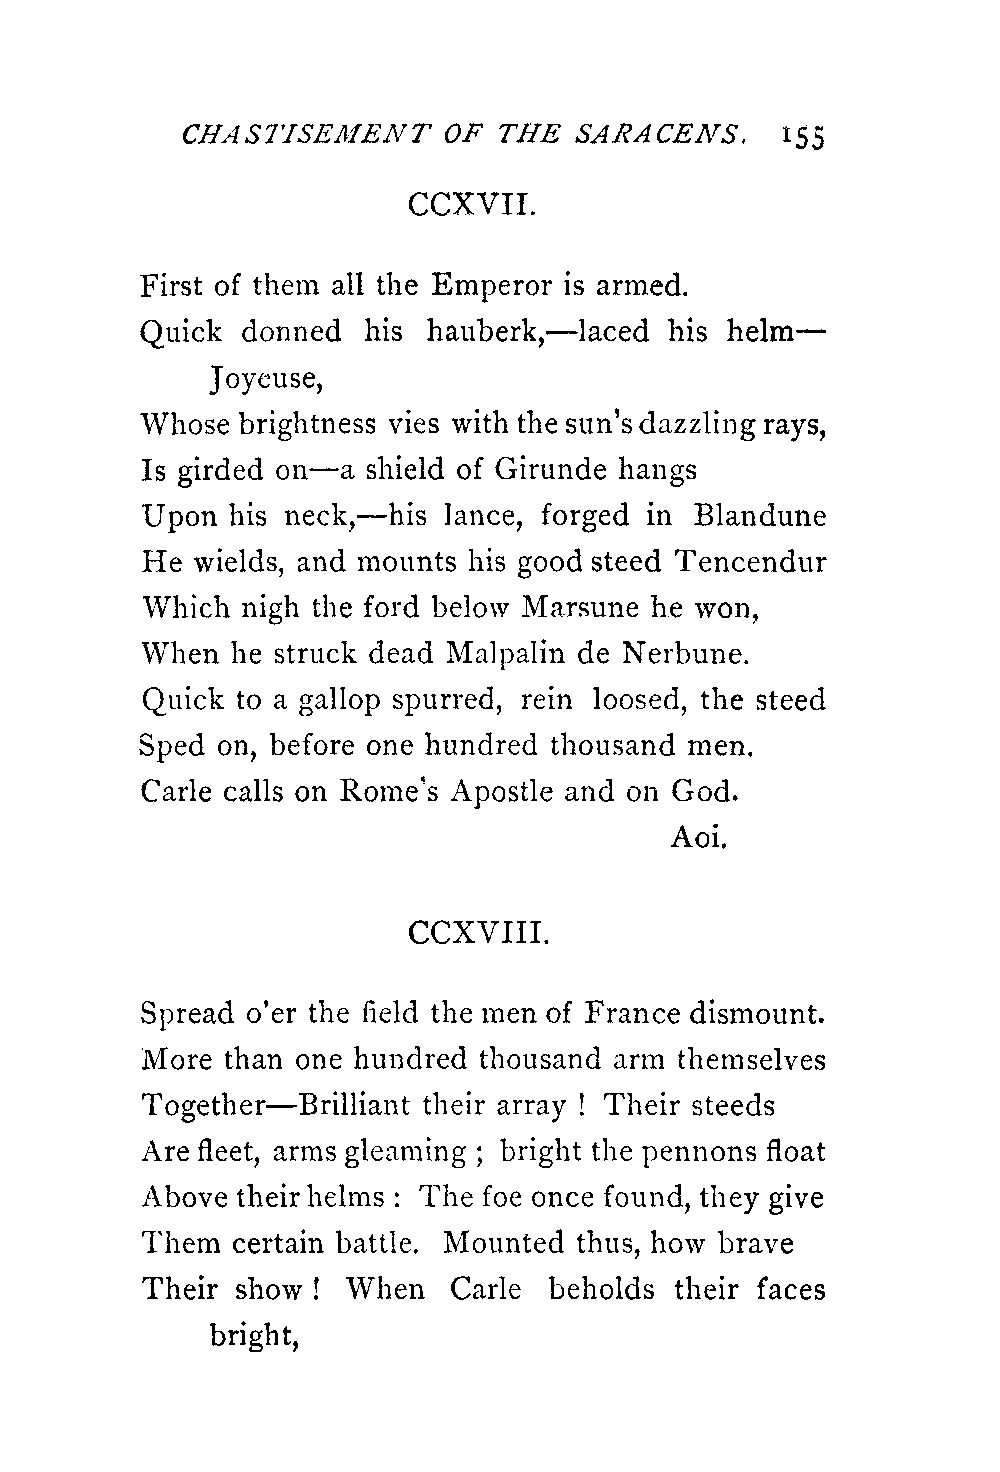 CHASTISEMENT OF THE SARACENS. 155
CCXVII.
First of them all the Emperor is armed.
Quick donned his hauberk,—laced his helm—
Joyeuse,
Whose brightness vies with the sun's dazzling rays,
Is girded on—a shield of Girunde hangs
Upon his neck,—his lance, forged in Blandune
He wields, and mounts his good steed Tencendur
Which nigh the ford below Marsune he won,
When he struck dead Malpalin de Nerbune.
Quick to a gallop spurred, rein loosed, the steed
Sped on, before one hundred thousand men.
Carle calls on Rome's Apostle and on God.
Aoi.
CCXVIII.
Spread o'er the field the men of France dismount.
More than one hundred thousand arm themselves
Together—Brilliant their array ! Their steeds
Are fleet, arms gleaming ; bright the pennons float
Above their helms : The foe once found, they give
Them certain battle. Mounted thus, how brave
Their show ! When Carle beholds their faces
bright,